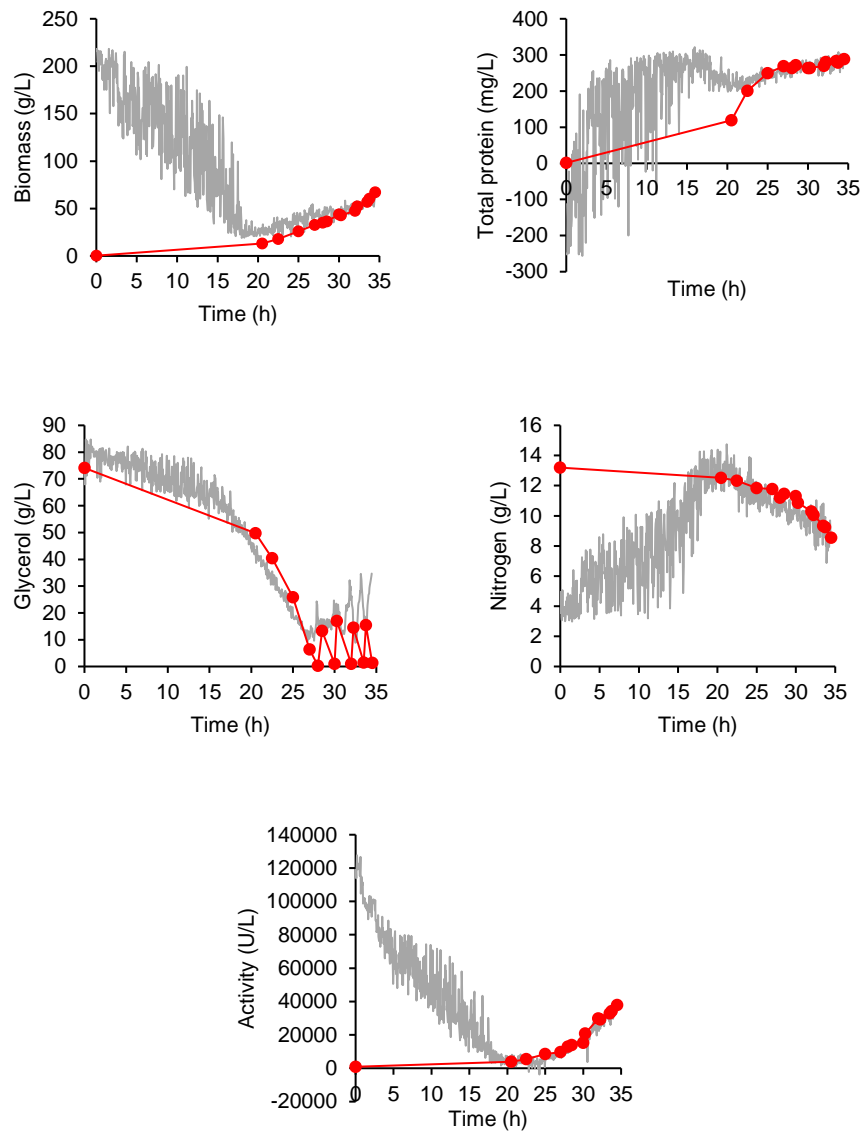 250
200
150
100
50
0
0 5 10 15 20 25 30 35
Biomass (g/L)
Time (h)
400
300
200
100
0
-100
-200
-300
0 5 10 15 20 25 30 35
Total protein (mg/L)
Time (h)
90
80
70
60
50
40
30
20
10
0
0 5 10 15 20 25 30 35
Glycerol (g/L)
Time (h)
16
14
12
10
8
6
4
2
0
0 5 10 15 20 25 30 35
Nitrogen (g/L)
Time (h)
140000
120000
100000
80000
60000
40000
20000
0
-20000
0 5 10 15 20 25 30 35
Activity (U/L)
Time (h)